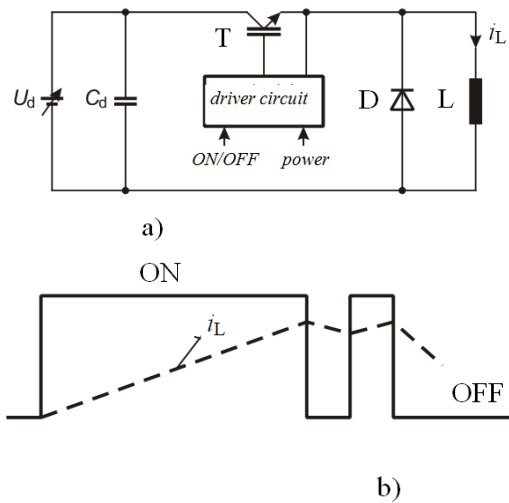 T
i_L
U_d
C_d
driver circuit
D
L
ON/OFF
power
a)
ON
i_L
OFF
b)